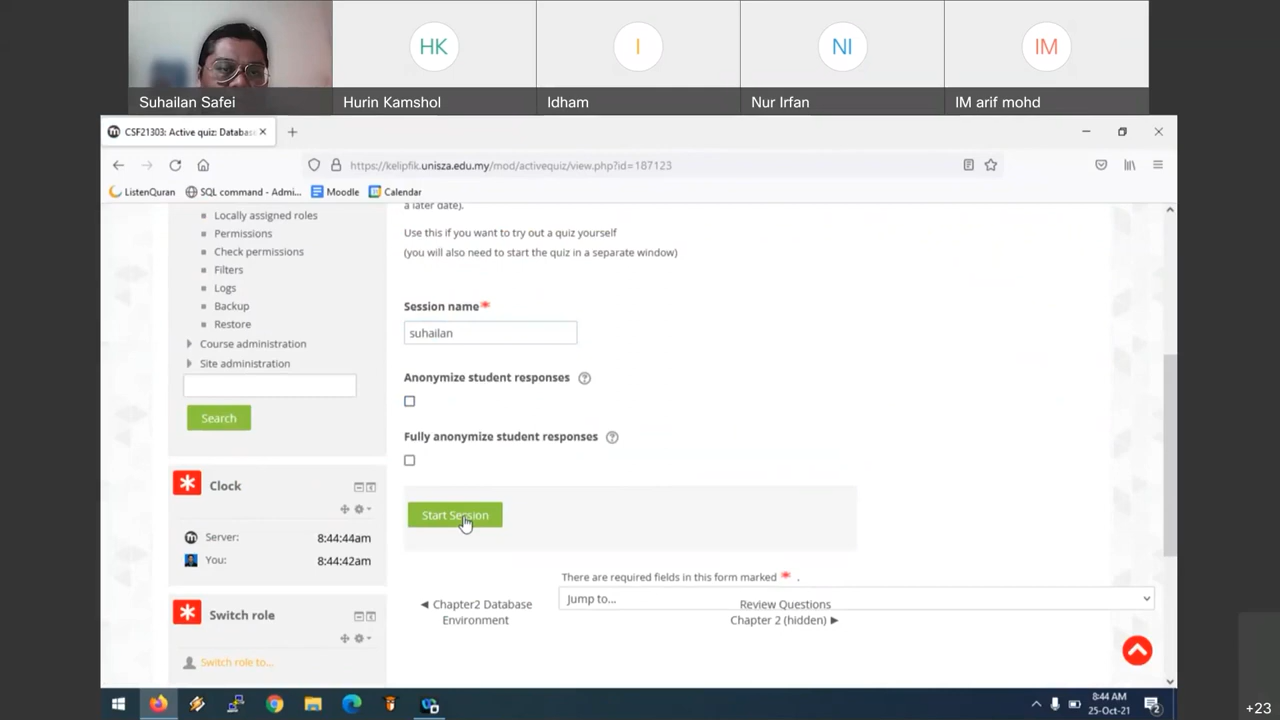 HK
I
NI
IM
Suhailan Safei
Hurin Kamshol
Idham
Nur Irfan
IM arif mohd
CSF21303: Active quiz: Databas
https://kelipfik.unisza.edu.my/mod/activequiz/view.php?id=187123
ListenQuran
SQL command - Admi...
Moodle
Calendar
Locally assigned roles
Permissions
Check permissions
Filters
Logs
Backup
Restore
Course administration
Site administration
Search
Clock
Server: 8:44:44am
You: 8:44:42am
Switch role
Switch role to...
a later date).
Use this if you want to try out a quiz yourself
(you will also need to start the quiz in a separate window)
Session name*
suhailan
Anonymize student responses
Fully anonymize student responses
Start Session
There are required fields in this form marked * .
◄ Chapter2 Database
Environment
Jump to...
Review Questions
Chapter 2 (hidden) ►
8:44 AM
25-Oct-21
2
+23